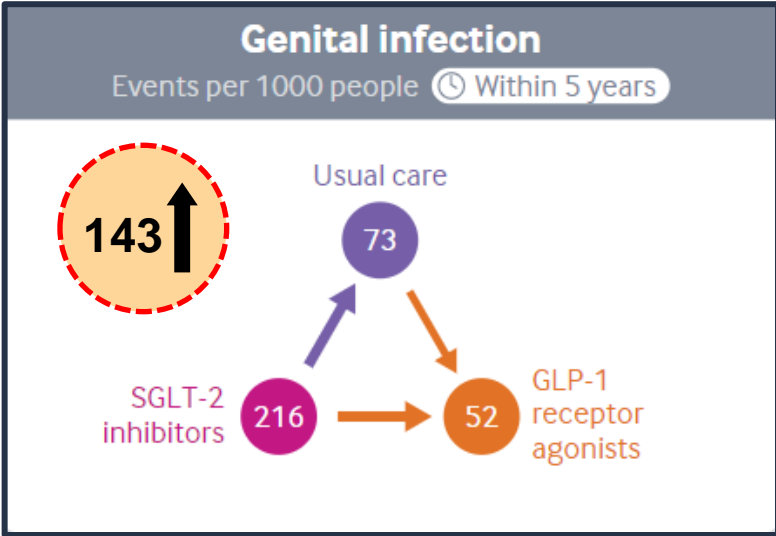 Genital infection
Events per 1000 people Within 5 years
143
Usual care
73
SGLT-2
inhibitors
216
52
GLP-1
receptor
agonists